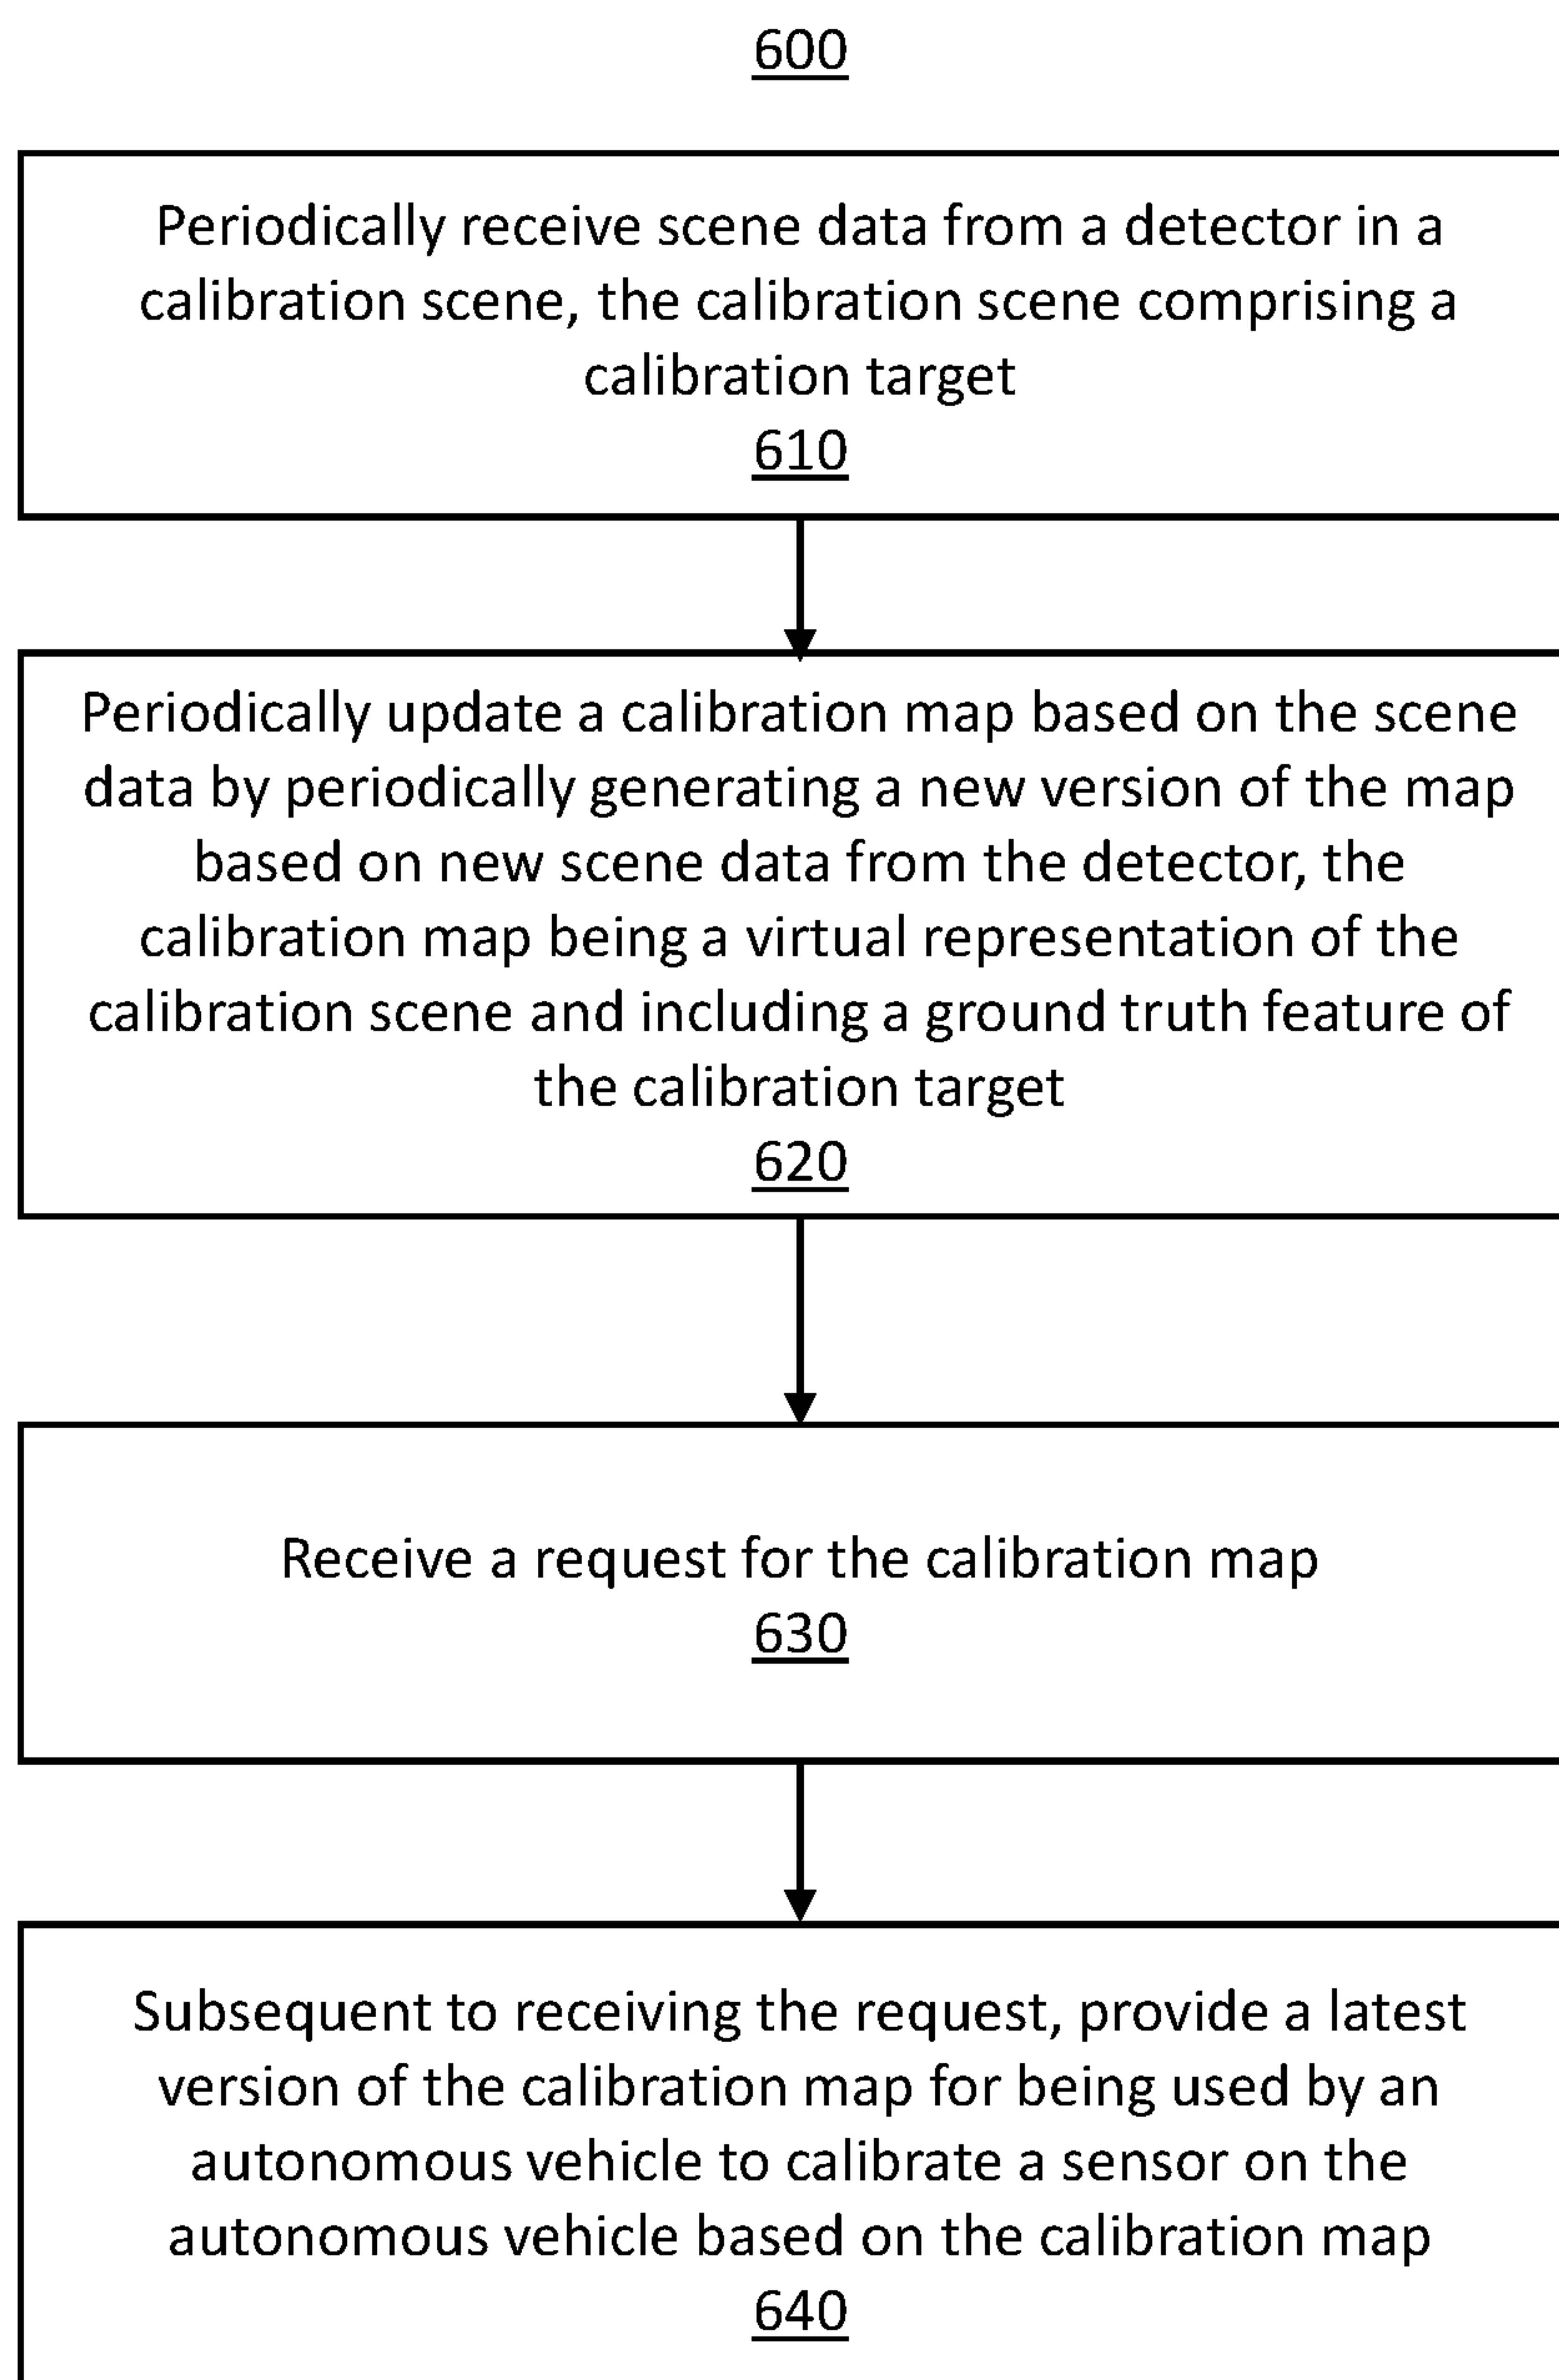 600
Periodically receive scene data from a detector in a
calibration scene, the calibration scene comprising a
calibration target
610
Periodically update a calibration map based on the scene
data by periodically generating a new version of the map
based on new scene data from the detector, the
calibration map being a virtual representation of the
calibration scene and including a ground truth feature of
the calibration target
620
Receive a request for the calibration map
630
Subsequent to receiving the request, provide a latest
version of the calibration map for being used by an
autonomous vehicle to calibrate a sensor on the
autonomous vehicle based on the calibration map
640